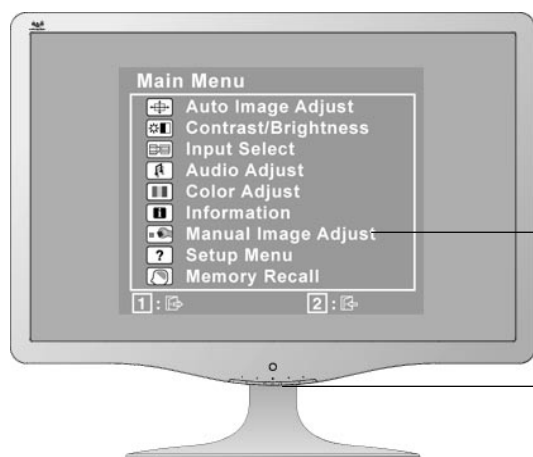 Main Menu
Auto Image Adjust
Contrast/Brightness
Input Select
Audio Adjust
Color Adjust
Information
Manual Image Adjust
? Setup Menu
Memory Recall
1 : 2 :